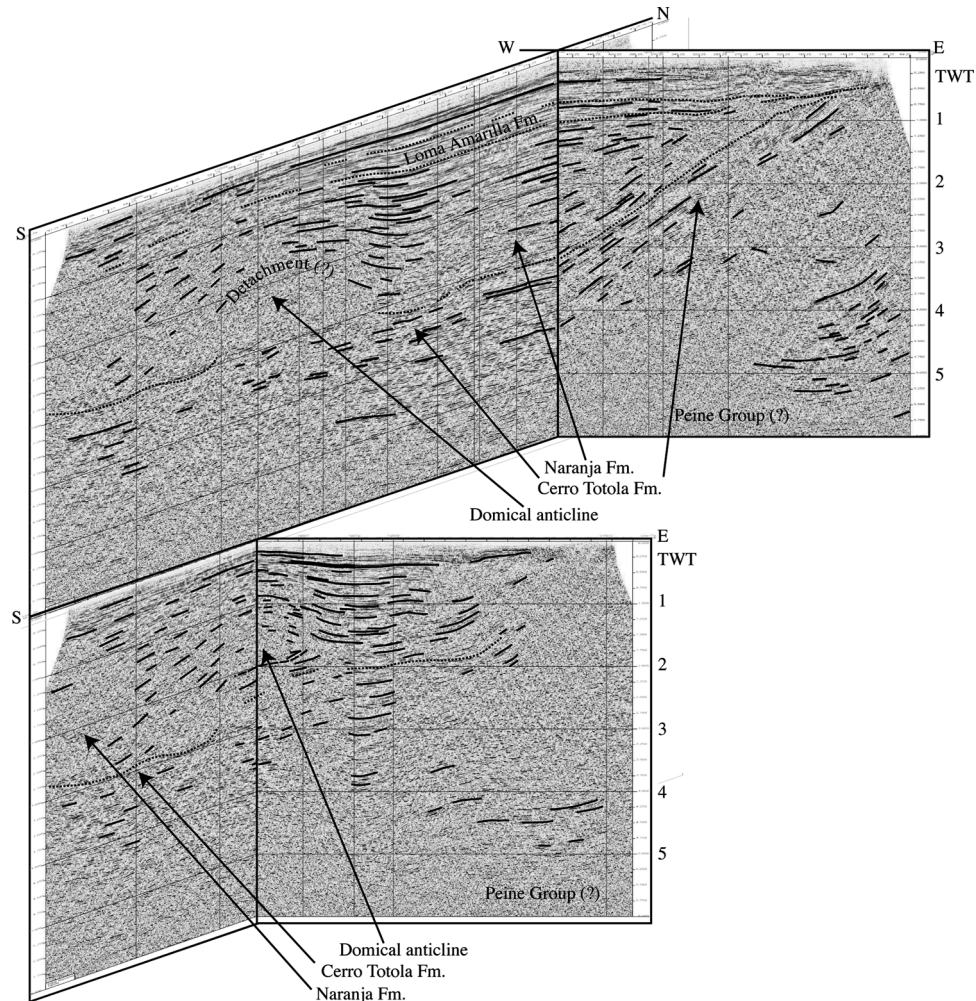 N
W
E
TWT
1
Loma Amarilla Fm.
2
S
3
Detachment (?)
4
5
Peine Group (?)
Naranja Fm.
Cerro Totola Fm.
Domical anticline
E
TWT
S
1
2
3
4
5
Peine Group (?)
Domical anticline
Cerro Totola Fm.
Naranja Fm.